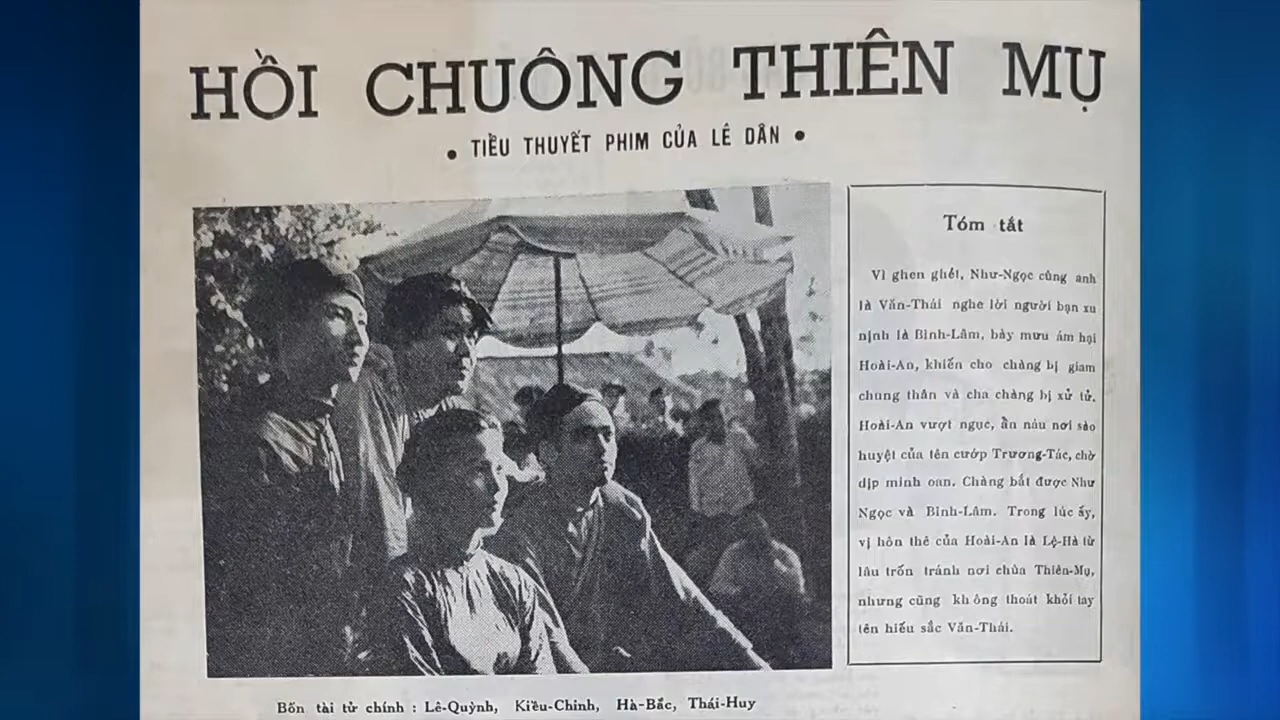 HỒI CHUÔNG THIÊN MỤ
• TIỂU THUYẾT PHIM CỦA LÊ DÂN •
Tóm tắt
Vì ghen ghét, Như-Ngọc cùng anh
là Văn-Thái nghe lời người bạn xu
nịnh là Bình-Lâm, bày mưu ám hại
Hoài-An, khiến cho chàng bị giam
chung thân và cha chàng bị xử tử.
Hoài-An vượt ngục, ẩn náu nơi sào
huyệt của tên cướp Trương-Tác, chờ
dịp minh oan. Chàng bắt được Như
Ngọc và Bình-Lâm. Trong lúc ấy,
vị hôn thê của Hoài-An là Lệ-Hà từ
lâu trốn tránh nơi chùa Thiên-Mụ,
nhưng cũng không thoát khỏi tay
tên hiếu sắc Văn-Thái.
Bốn tài tử chính : Lê-Quỳnh, Kiều-Chinh, Hà-Bắc, Thái-Huy